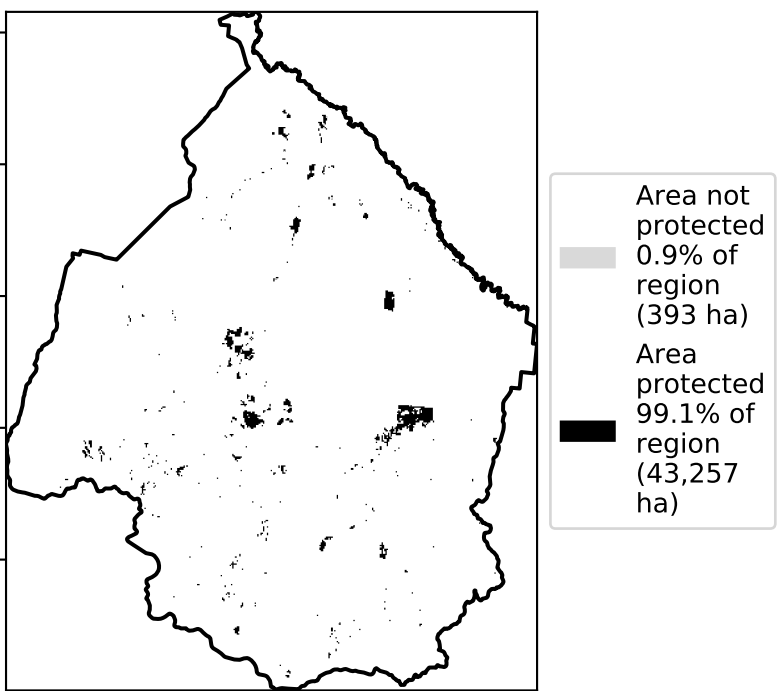 Area not
protected
0.9% of
region
(393 ha)
Area
protected
99.1% of
region
(43,257
ha)